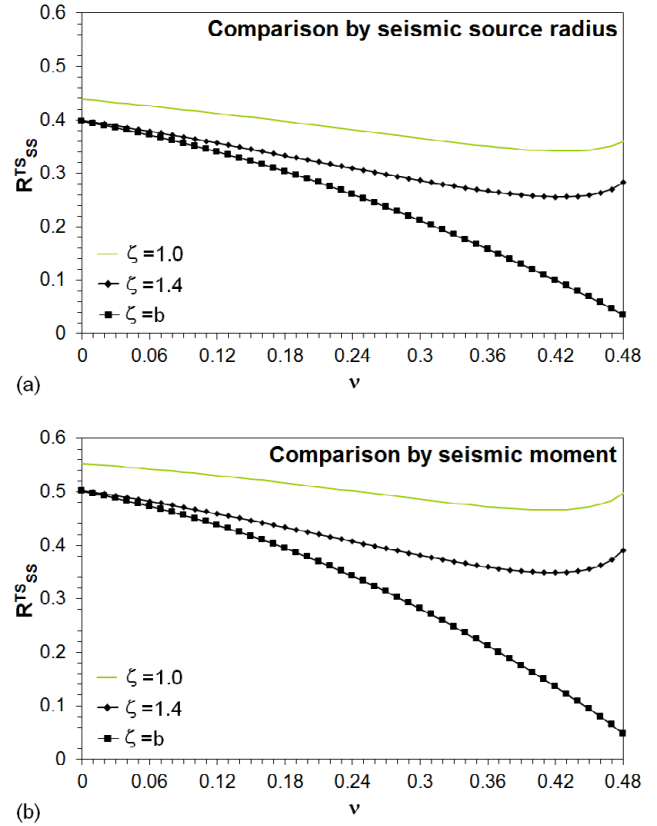 Comparison by seismic source radius
0.6
0.5
0.4
0.3
0.2
0.1
0
R^TS_SS
ζ =1.0
ζ =1.4
ζ =b
0 0.06 0.12 0.18 0.24 0.3 0.36 0.42 0.48
ν
(a)
Comparison by seismic moment
0.6
0.5
0.4
0.3
0.2
0.1
0
R^TS_SS
ζ =1.0
ζ =1.4
ζ =b
0 0.06 0.12 0.18 0.24 0.3 0.36 0.42 0.48
ν
(b)